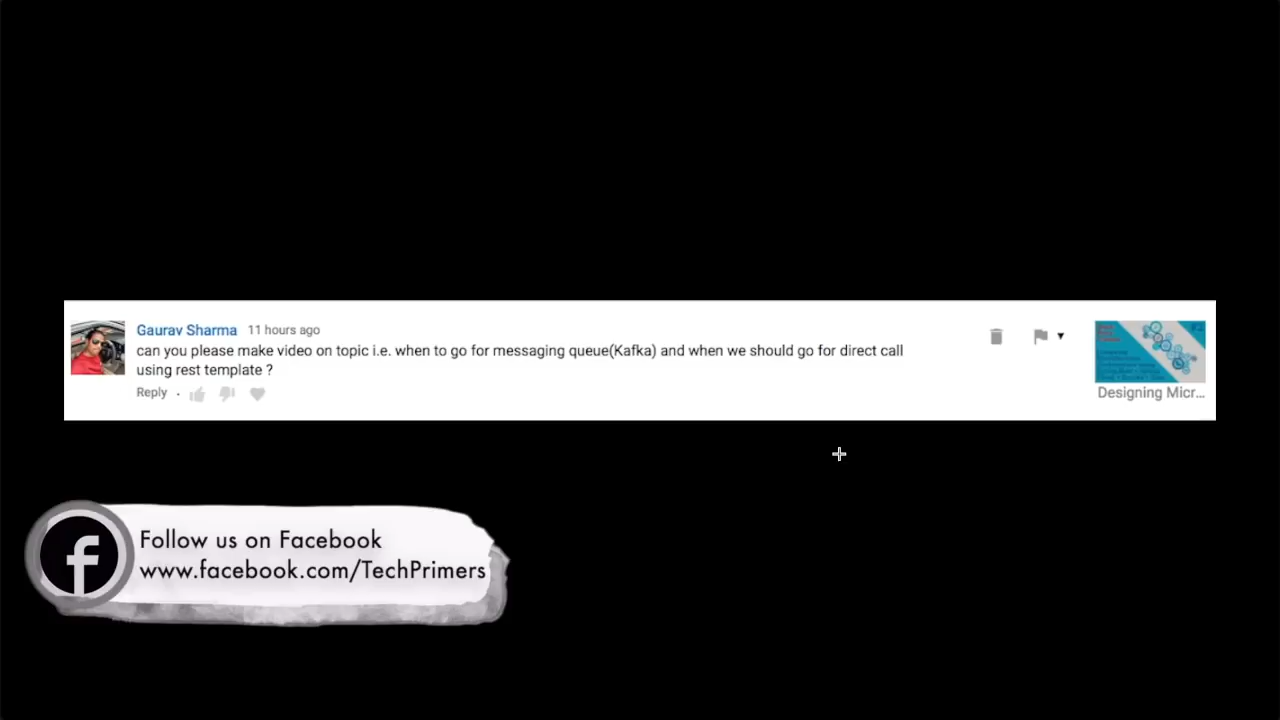 Gaurav Sharma 11 hours ago
can you please make video on topic i.e. when to go for messaging queue(Kafka) and when we should go for direct call
using rest template ?
Reply
Designing Micr...
Follow us on Facebook
www.facebook.com/TechPrimers